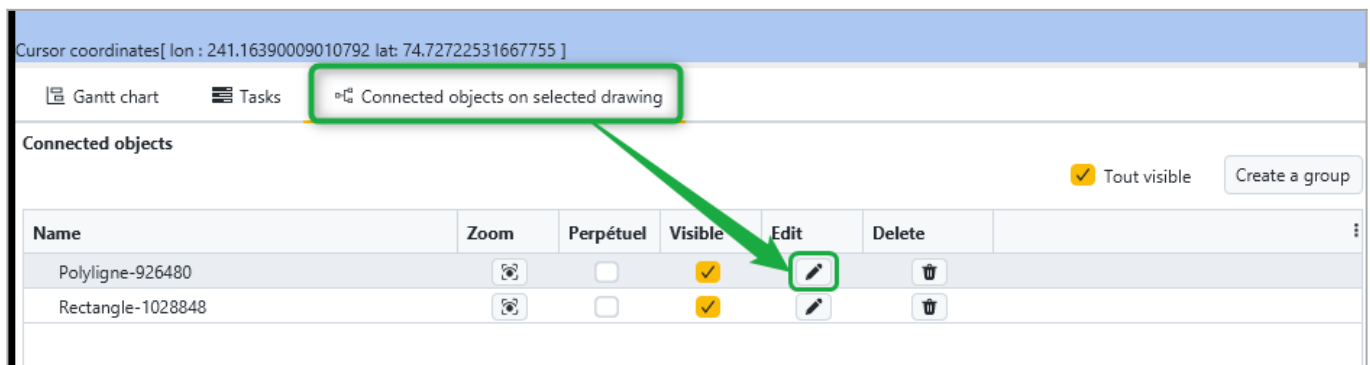 Cursor coordinates[ lon : 241.16390009010792 lat: 74.72722531667755 ]
Gantt chart Tasks Connected objects on selected drawing
Connected objects
Tout visible Create a group
Name Zoom Perpétuel Visible Edit Delete
Polyligne-926480
Rectangle-1028848